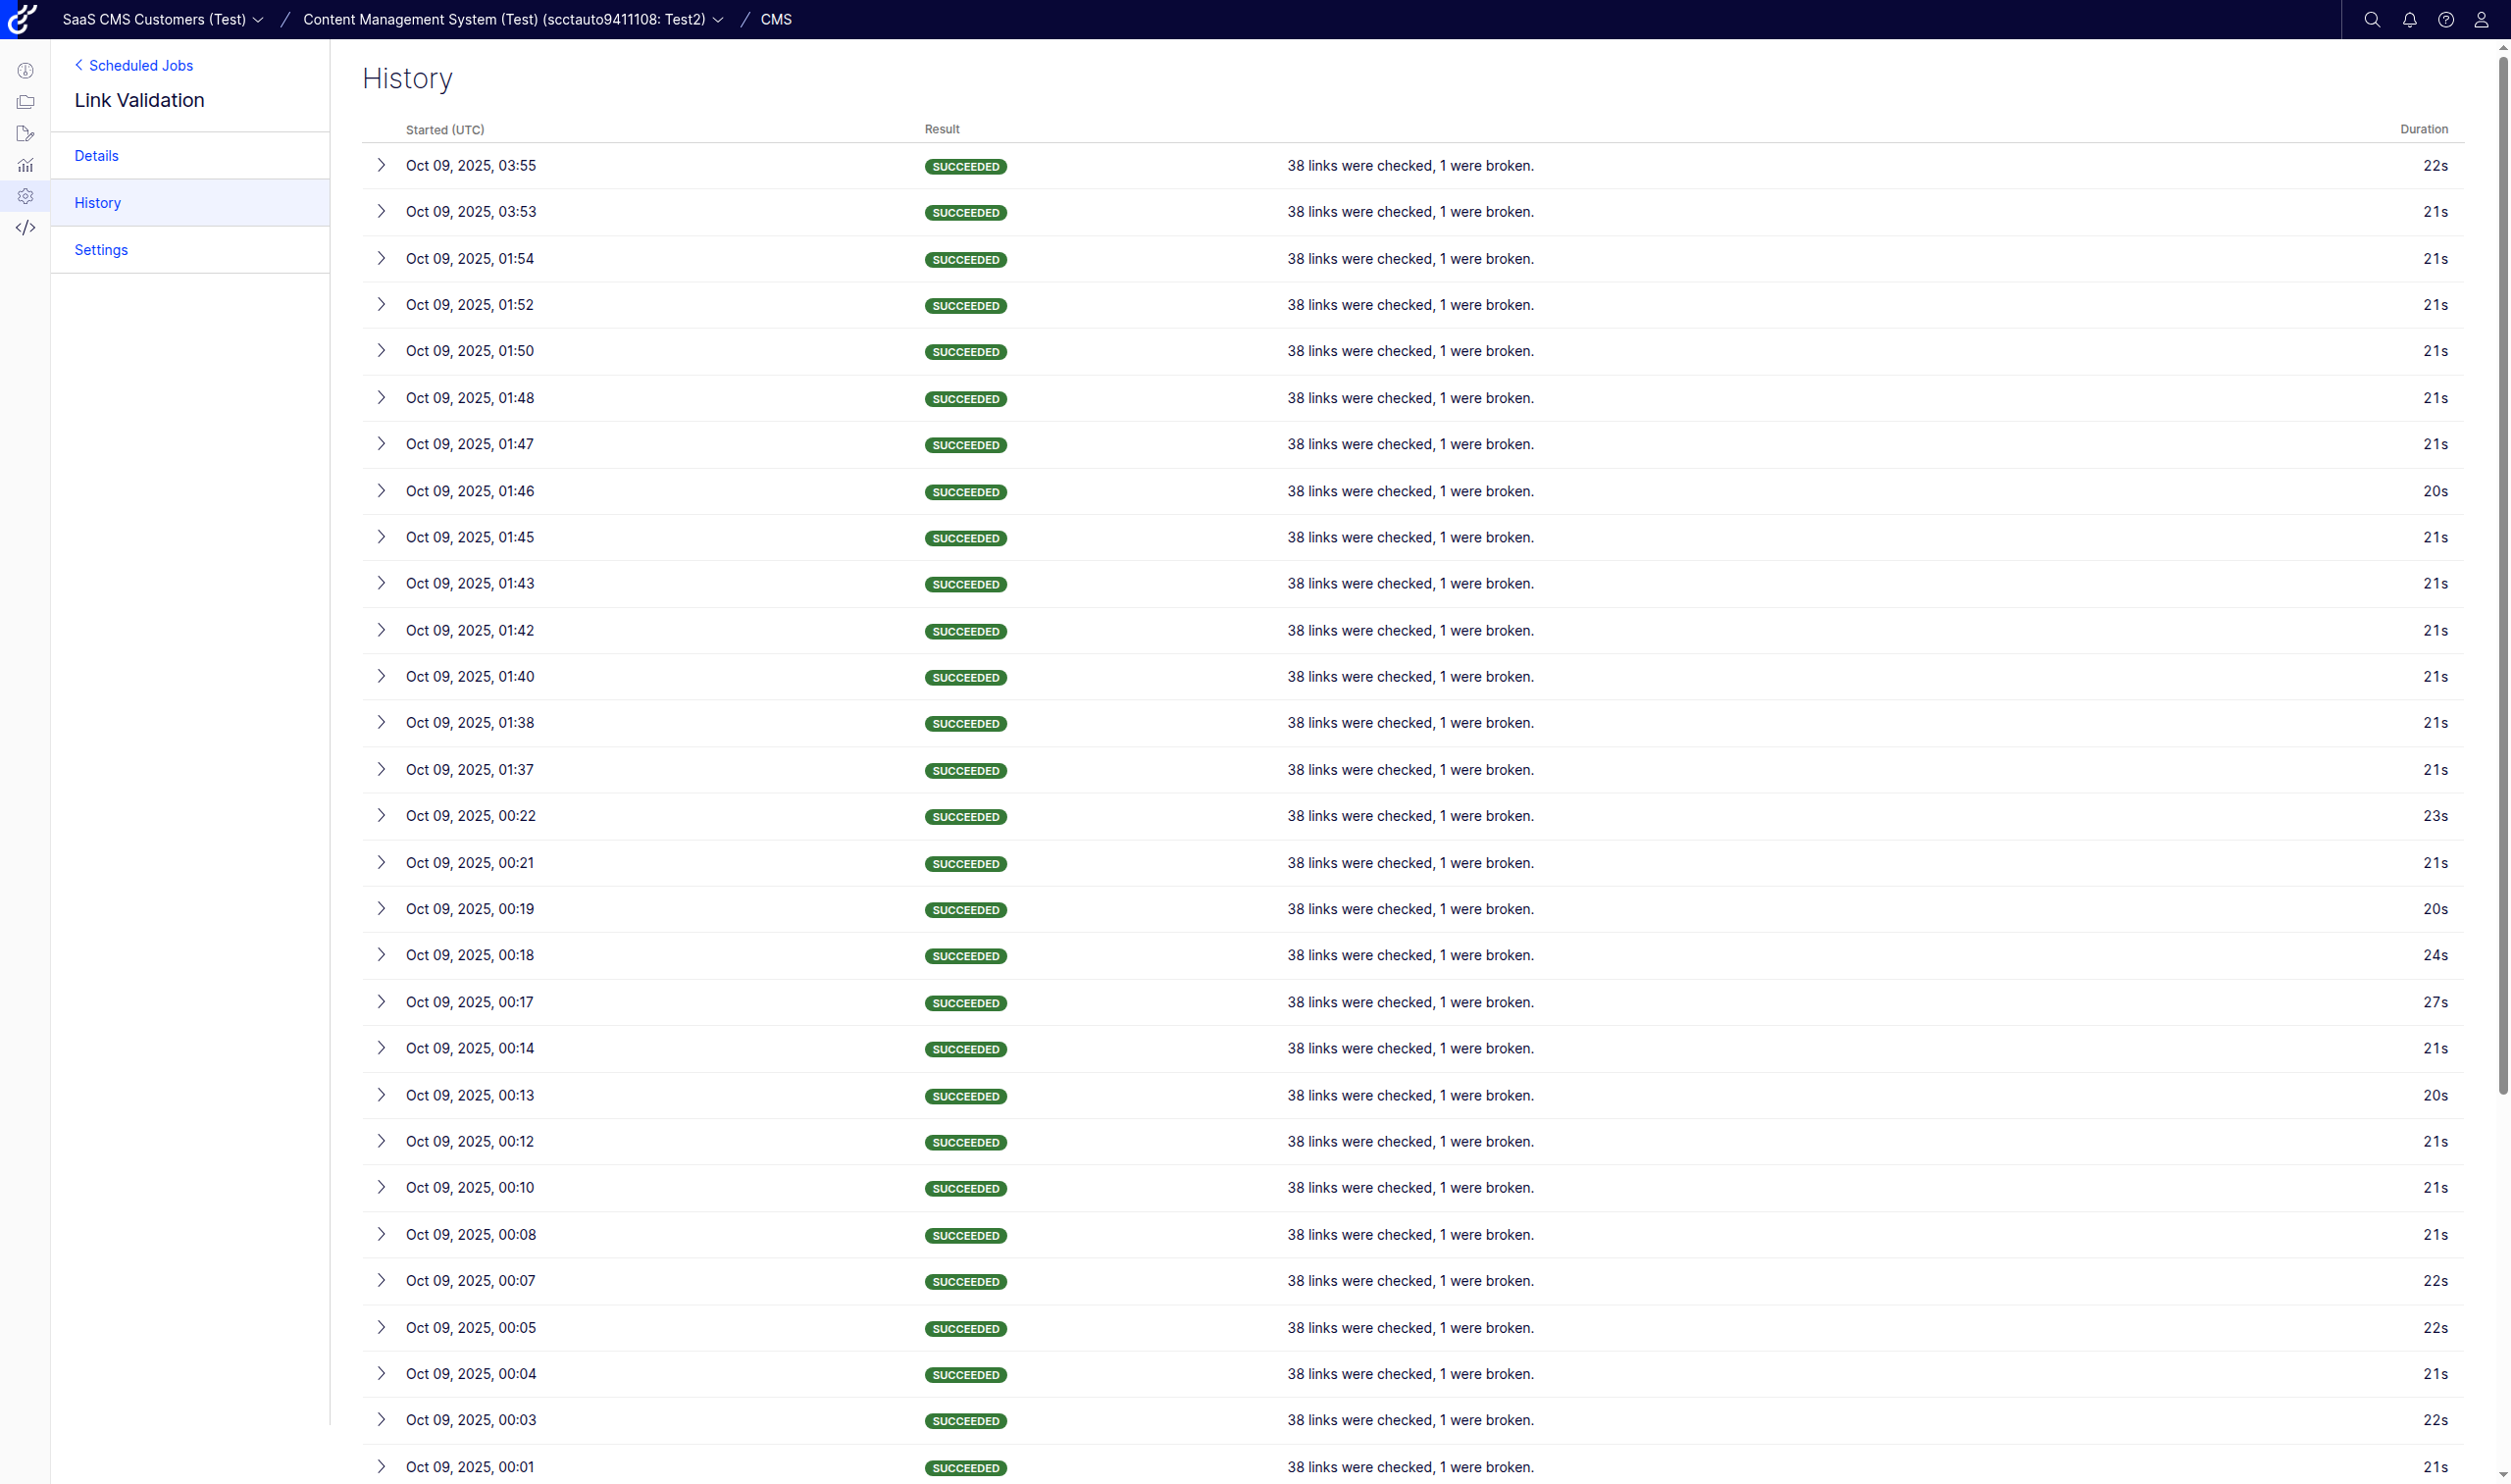 SaaS CMS Customers (Test) / Content Management System (Test) (scctauto9411108: Test2) / CMS
Scheduled Jobs
Link Validation
Details
History
Settings
History
Started (UTC) Result Duration
Oct 09, 2025, 03:55 SUCCEEDED 38 links were checked, 1 were broken. 22s
Oct 09, 2025, 03:53 SUCCEEDED 38 links were checked, 1 were broken. 21s
Oct 09, 2025, 01:54 SUCCEEDED 38 links were checked, 1 were broken. 21s
Oct 09, 2025, 01:52 SUCCEEDED 38 links were checked, 1 were broken. 21s
Oct 09, 2025, 01:50 SUCCEEDED 38 links were checked, 1 were broken. 21s
Oct 09, 2025, 01:48 SUCCEEDED 38 links were checked, 1 were broken. 21s
Oct 09, 2025, 01:47 SUCCEEDED 38 links were checked, 1 were broken. 21s
Oct 09, 2025, 01:46 SUCCEEDED 38 links were checked, 1 were broken. 20s
Oct 09, 2025, 01:45 SUCCEEDED 38 links were checked, 1 were broken. 21s
Oct 09, 2025, 01:43 SUCCEEDED 38 links were checked, 1 were broken. 21s
Oct 09, 2025, 01:42 SUCCEEDED 38 links were checked, 1 were broken. 21s
Oct 09, 2025, 01:40 SUCCEEDED 38 links were checked, 1 were broken. 21s
Oct 09, 2025, 01:38 SUCCEEDED 38 links were checked, 1 were broken. 21s
Oct 09, 2025, 01:37 SUCCEEDED 38 links were checked, 1 were broken. 21s
Oct 09, 2025, 00:22 SUCCEEDED 38 links were checked, 1 were broken. 23s
Oct 09, 2025, 00:21 SUCCEEDED 38 links were checked, 1 were broken. 21s
Oct 09, 2025, 00:19 SUCCEEDED 38 links were checked, 1 were broken. 20s
Oct 09, 2025, 00:18 SUCCEEDED 38 links were checked, 1 were broken. 24s
Oct 09, 2025, 00:17 SUCCEEDED 38 links were checked, 1 were broken. 27s
Oct 09, 2025, 00:14 SUCCEEDED 38 links were checked, 1 were broken. 21s
Oct 09, 2025, 00:13 SUCCEEDED 38 links were checked, 1 were broken. 20s
Oct 09, 2025, 00:12 SUCCEEDED 38 links were checked, 1 were broken. 21s
Oct 09, 2025, 00:10 SUCCEEDED 38 links were checked, 1 were broken. 21s
Oct 09, 2025, 00:08 SUCCEEDED 38 links were checked, 1 were broken. 21s
Oct 09, 2025, 00:07 SUCCEEDED 38 links were checked, 1 were broken. 22s
Oct 09, 2025, 00:05 SUCCEEDED 38 links were checked, 1 were broken. 22s
Oct 09, 2025, 00:04 SUCCEEDED 38 links were checked, 1 were broken. 21s
Oct 09, 2025, 00:03 SUCCEEDED 38 links were checked, 1 were broken. 22s
Oct 09, 2025, 00:01 SUCCEEDED 38 links were checked, 1 were broken. 21s